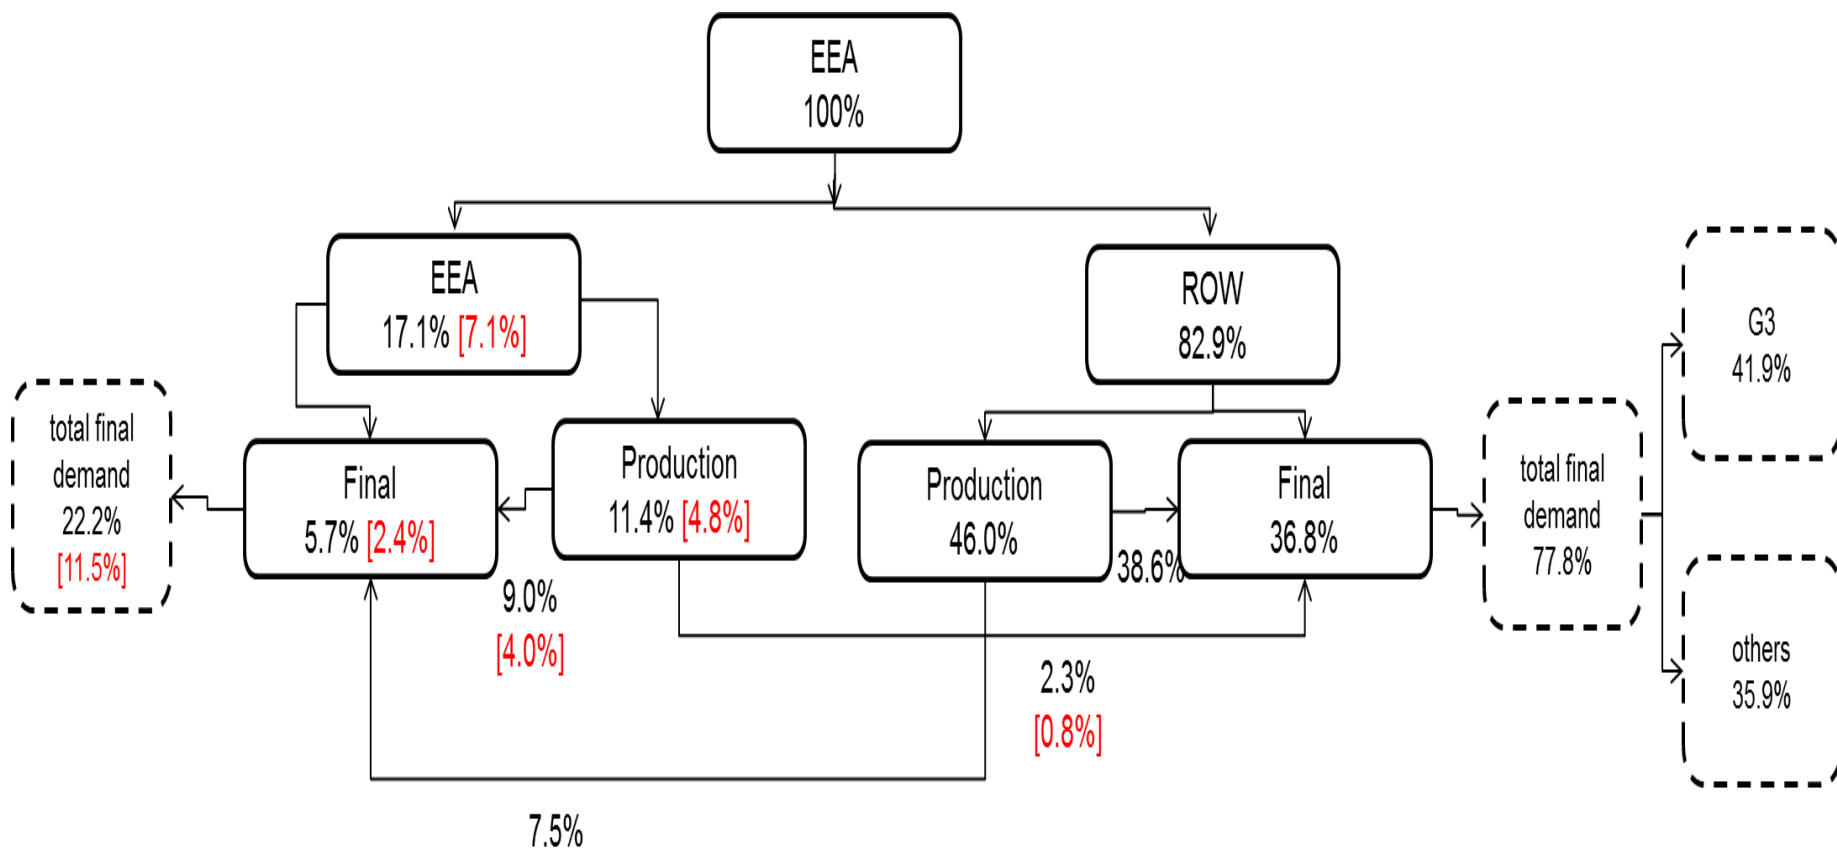 EEA
100%
EEA
17.1% [7.1%]
ROW
82.9%
G3
41.9%
total final
demand
22.2%
[11.5%]
Final
5.7% [2.4%]
Production
11.4% [4.8%]
Production
46.0%
Final
36.8%
total final
demand
77.8%
38.6%
9.0%
[4.0%]
2.3%
[0.8%]
others
35.9%
7.5%